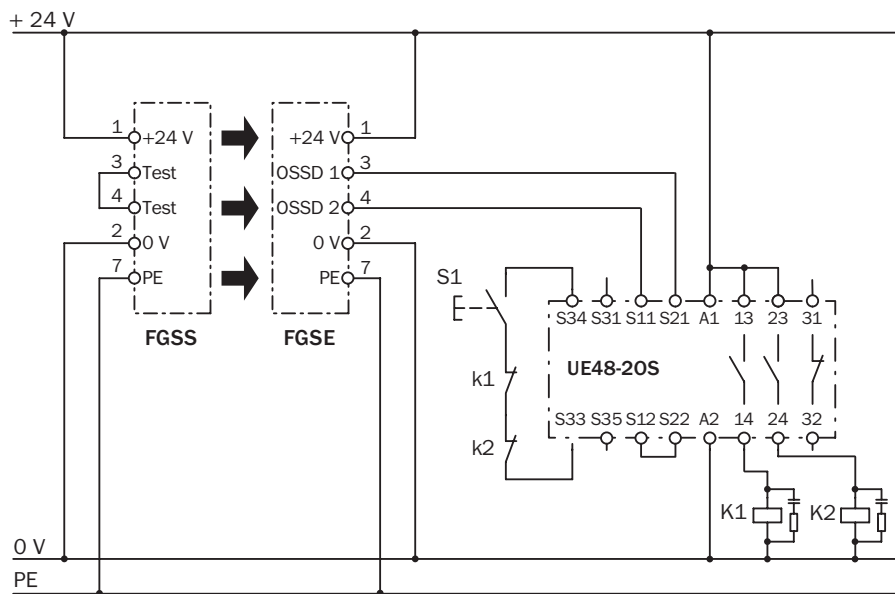 + 24 V
1 +24 V
3 Test
4 Test
2 0 V
7 PE
FGSS
+24 V 1
OSSD 1 3
OSSD 2 4
0 V 2
PE 7
FGSE
S1
k1
k2
S34 S31 S11 S21 A1 13 23 31
UE48-20S
S33 S35 S12 S22 A2 14 24 32
K1 K2
0 V
PE